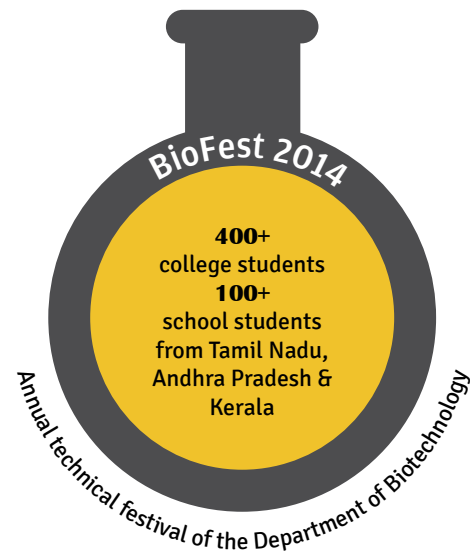 BioFest 2014
400+
college students
100+
school students
from Tamil Nadu,
Andhra Pradesh &
Kerala
Annual technical festival of the Department of Biotechnology